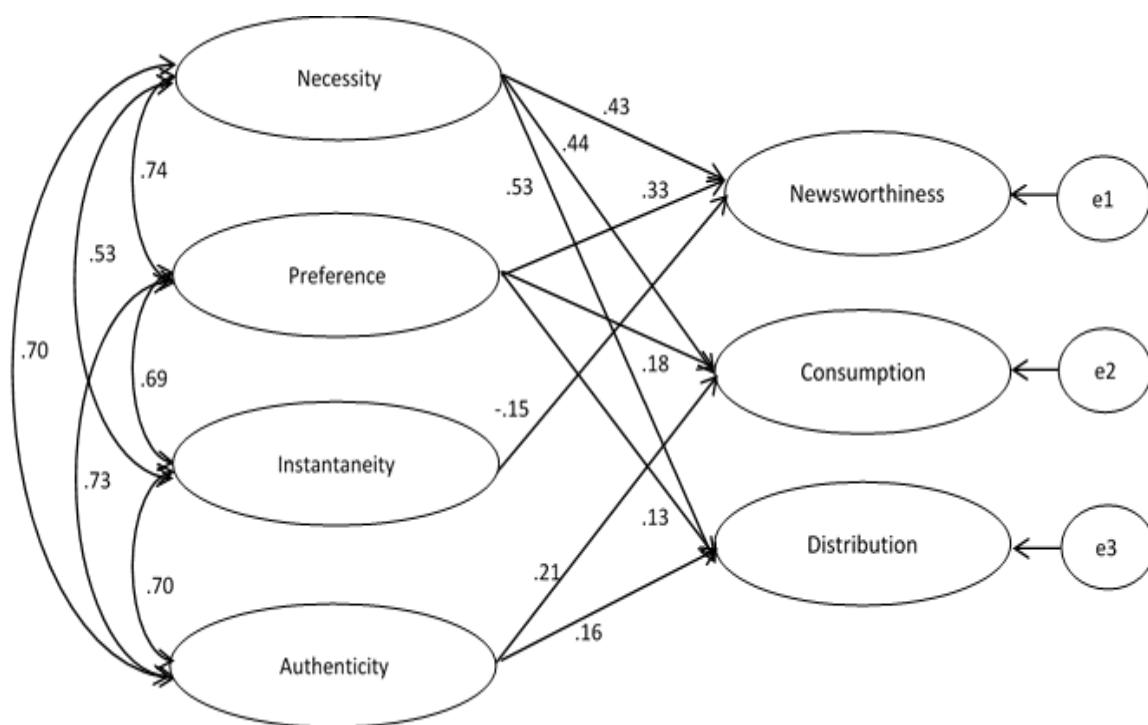 Necessity
.43
.44
.74
.53
.33
Newsworthiness
e1
.53
Preference
.70
.69
.18
Consumption
e2
-.15
Instantaneity
.73
.13
Distribution
e3
.70
.21
.16
Authenticity